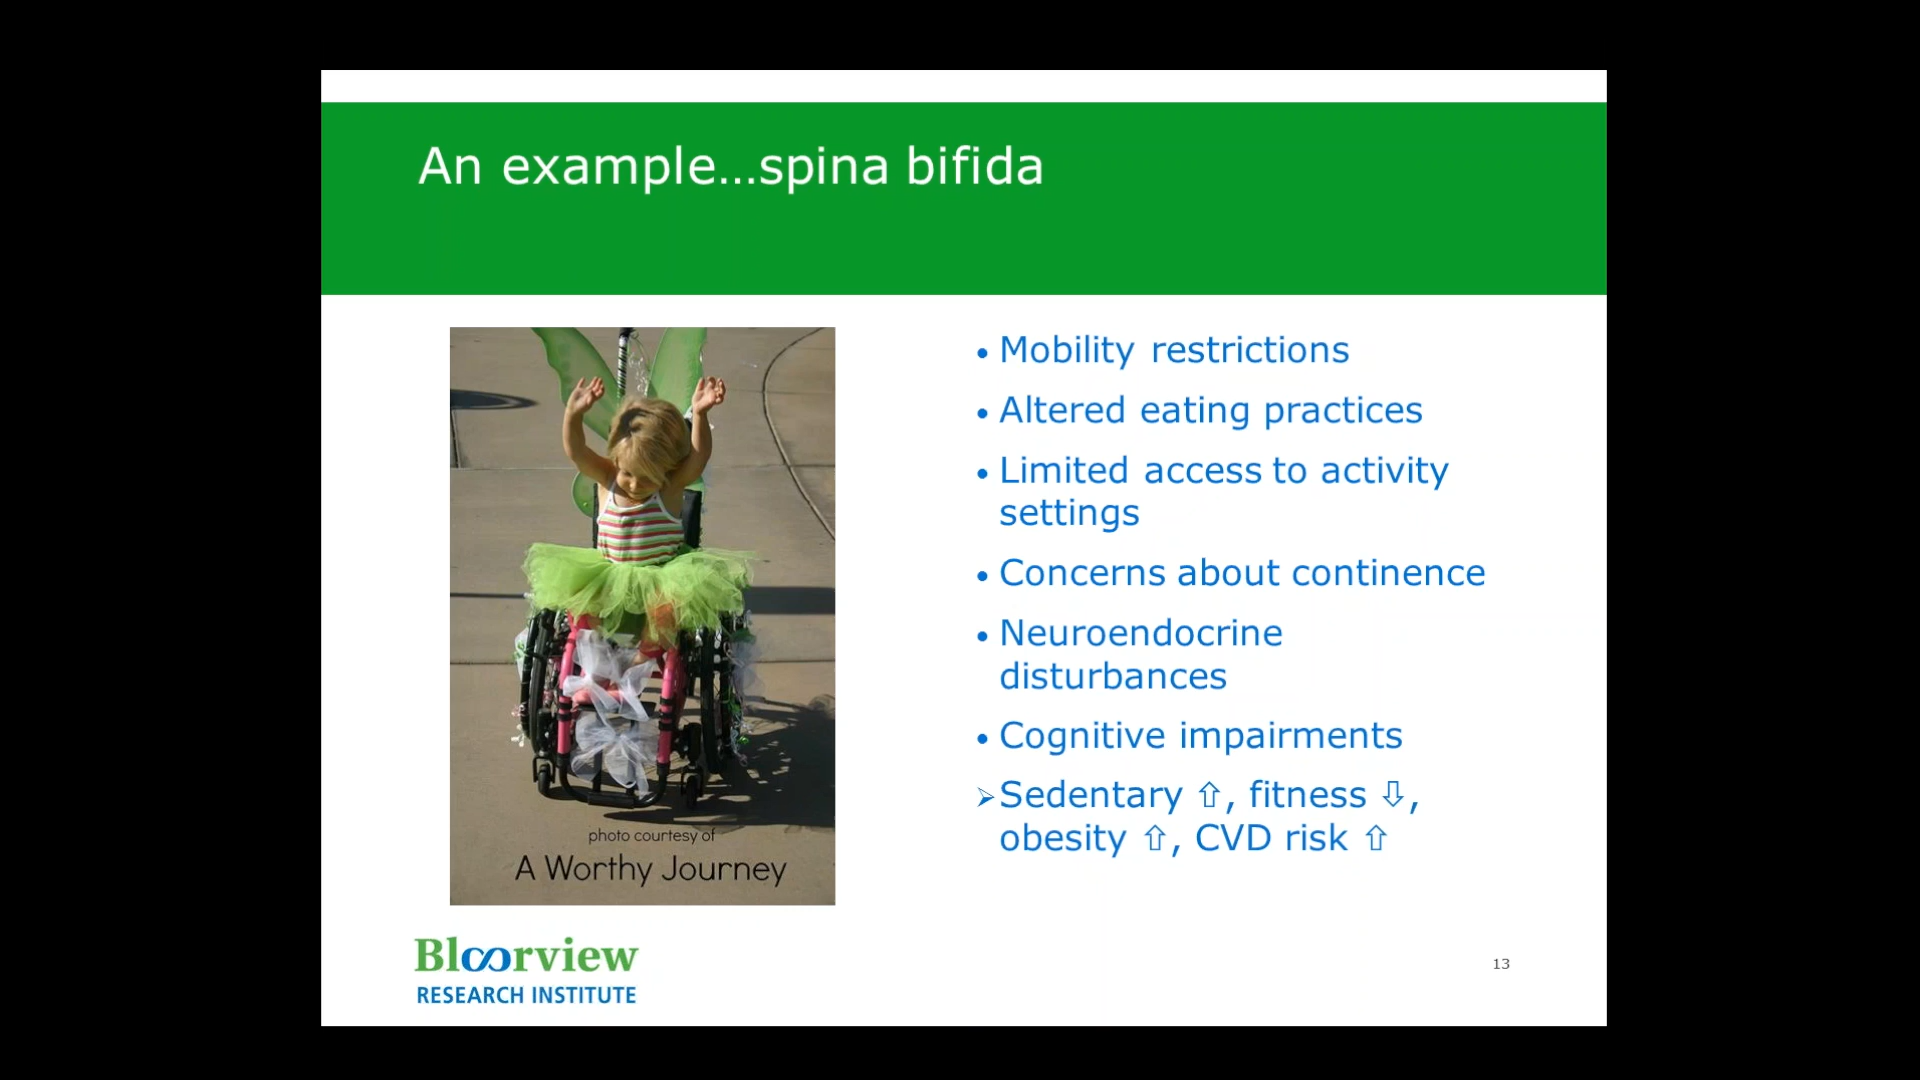 An example...spina bifida
• Mobility restrictions
• Altered eating practices
• Limited access to activity
settings
• Concerns about continence
• Neuroendocrine
disturbances
• Cognitive impairments
➢ Sedentary ⇧, fitness ⇩,
obesity ⇧, CVD risk ⇧
photo courtesy of
A Worthy Journey
Bloorview
RESEARCH INSTITUTE
13